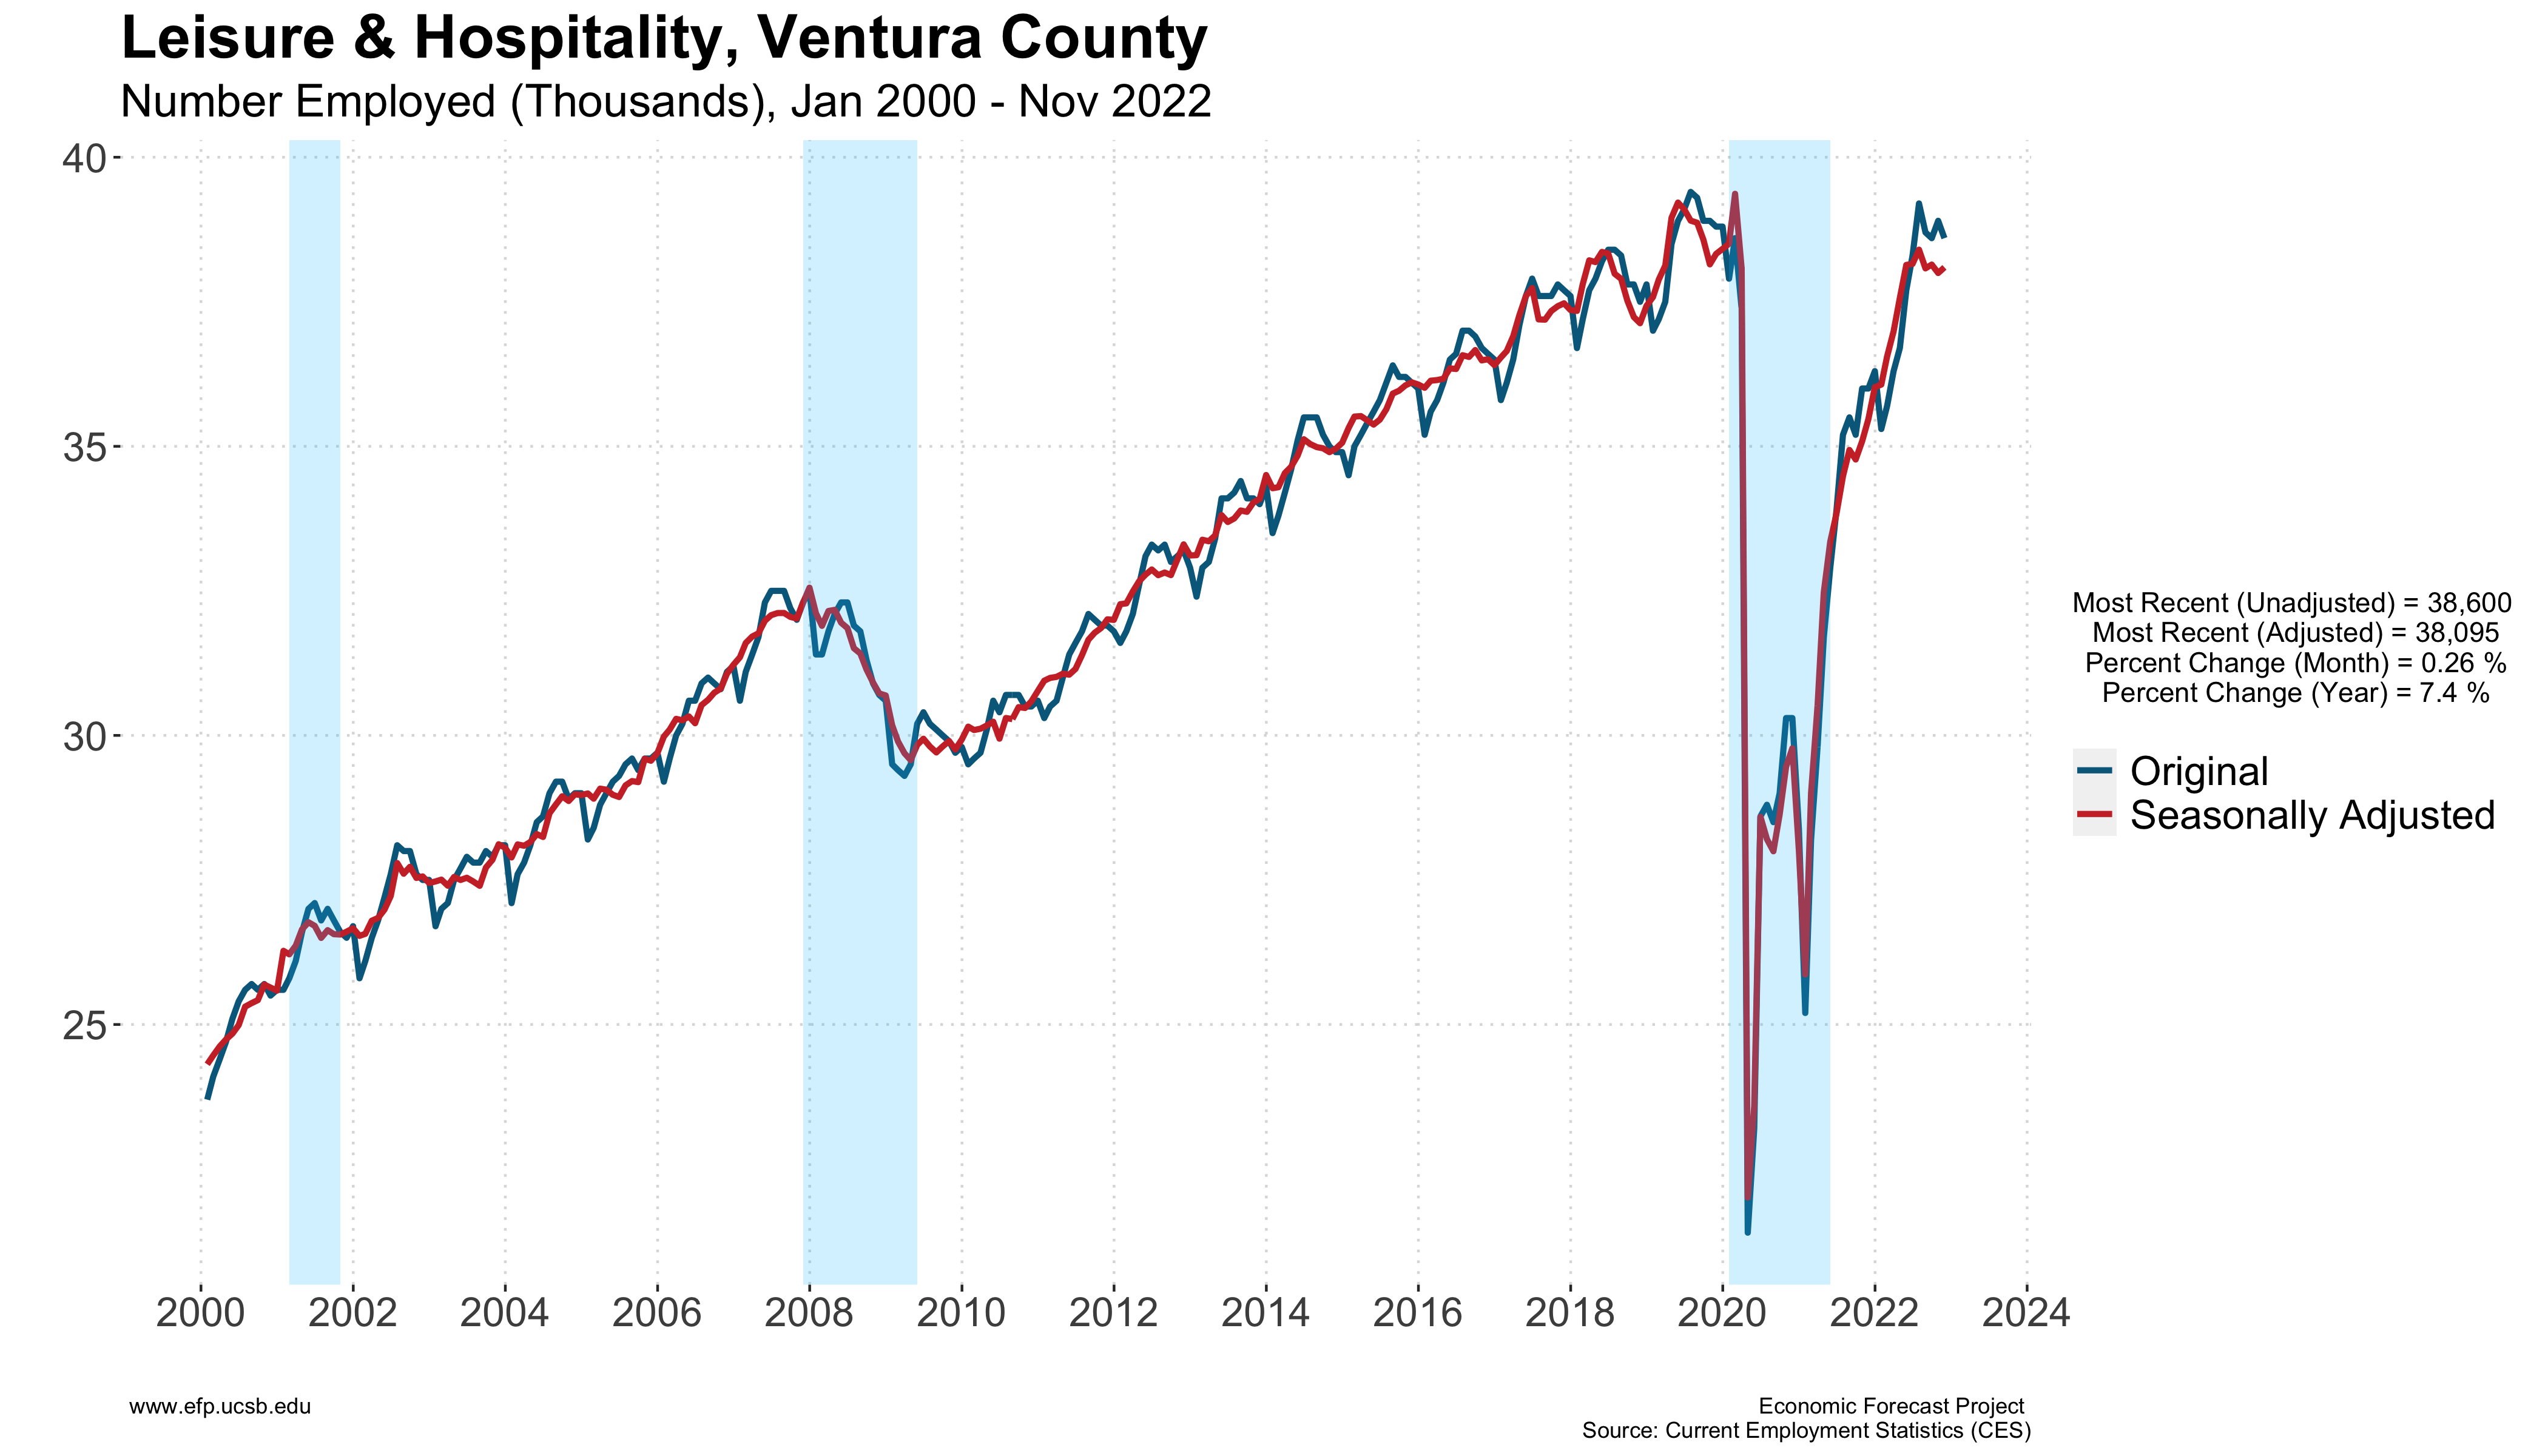 Leisure & Hospitality, Ventura County
Number Employed (Thousands), Jan 2000 - Nov 2022
40
35
30
25
2000 2002 2004 2006 2008 2010 2012 2014 2016 2018 2020 2022 2024
Most Recent (Unadjusted) = 38,600
Most Recent (Adjusted) = 38,095
Percent Change (Month) = 0.26 %
Percent Change (Year) = 7.4 %
Original
Seasonally Adjusted
www.efp.ucsb.edu
Economic Forecast Project
Source: Current Employment Statistics (CES)